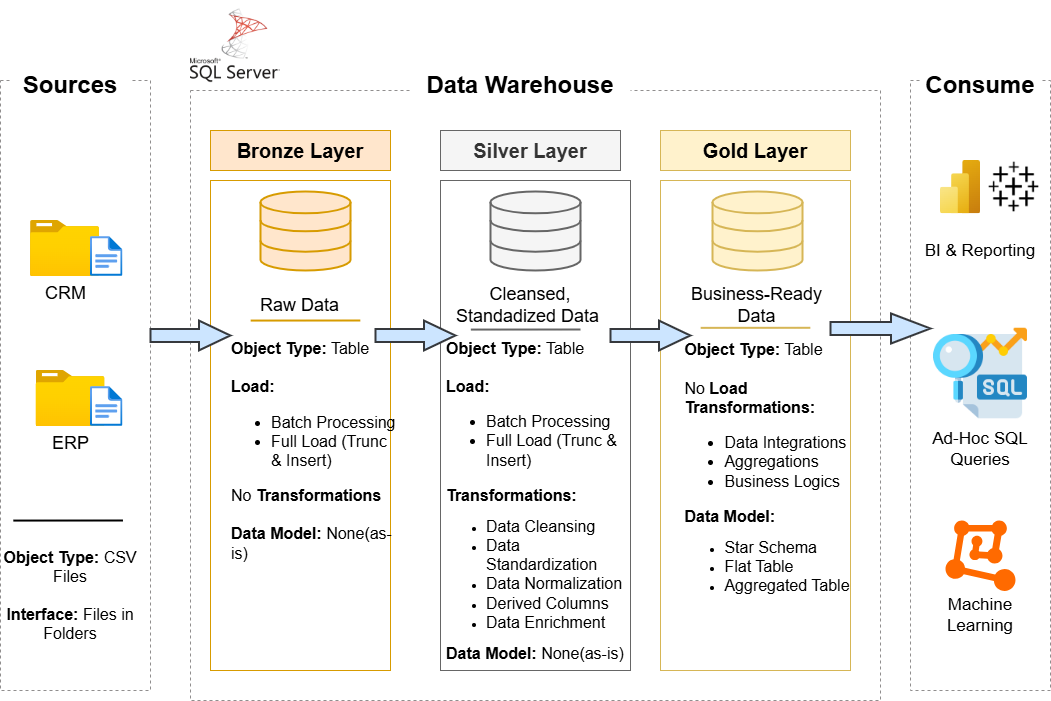 Microsoft®
SQL Server
Sources
Data Warehouse
Consume
CRM
ERP
Object Type: CSV
Files
Interface: Files in
Folders
Bronze Layer
Raw Data
Object Type: Table
Load:
Batch Processing
Full Load (Trunc
& Insert)
No Transformations
Data Model: None(as-
is)
Silver Layer
Cleansed,
Standadized Data
Object Type: Table
Load:
Batch Processing
Full Load (Trunc &
Insert)
Transformations:
Data Cleansing
Data
Standardization
Data Normalization
Derived Columns
Data Enrichment
Data Model: None(as-is)
Gold Layer
Business-Ready
Data
Object Type: Table
No Load
Transformations:
Data Integrations
Aggregations
Business Logics
Data Model:
Star Schema
Flat Table
Aggregated Table
BI & Reporting
SQL
Ad-Hoc SQL
Queries
Machine
Learning